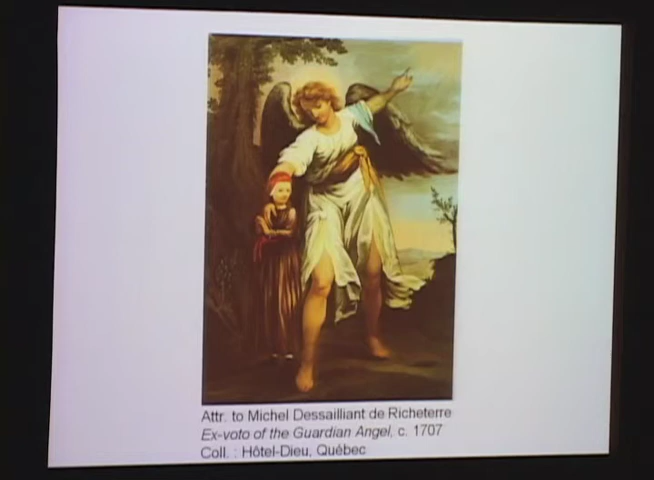 Attr. to Michel Dessailliant de Richeterre
Ex-voto of the Guardian Angel, c. 1707
Coll. : Hôtel-Dieu, Québec